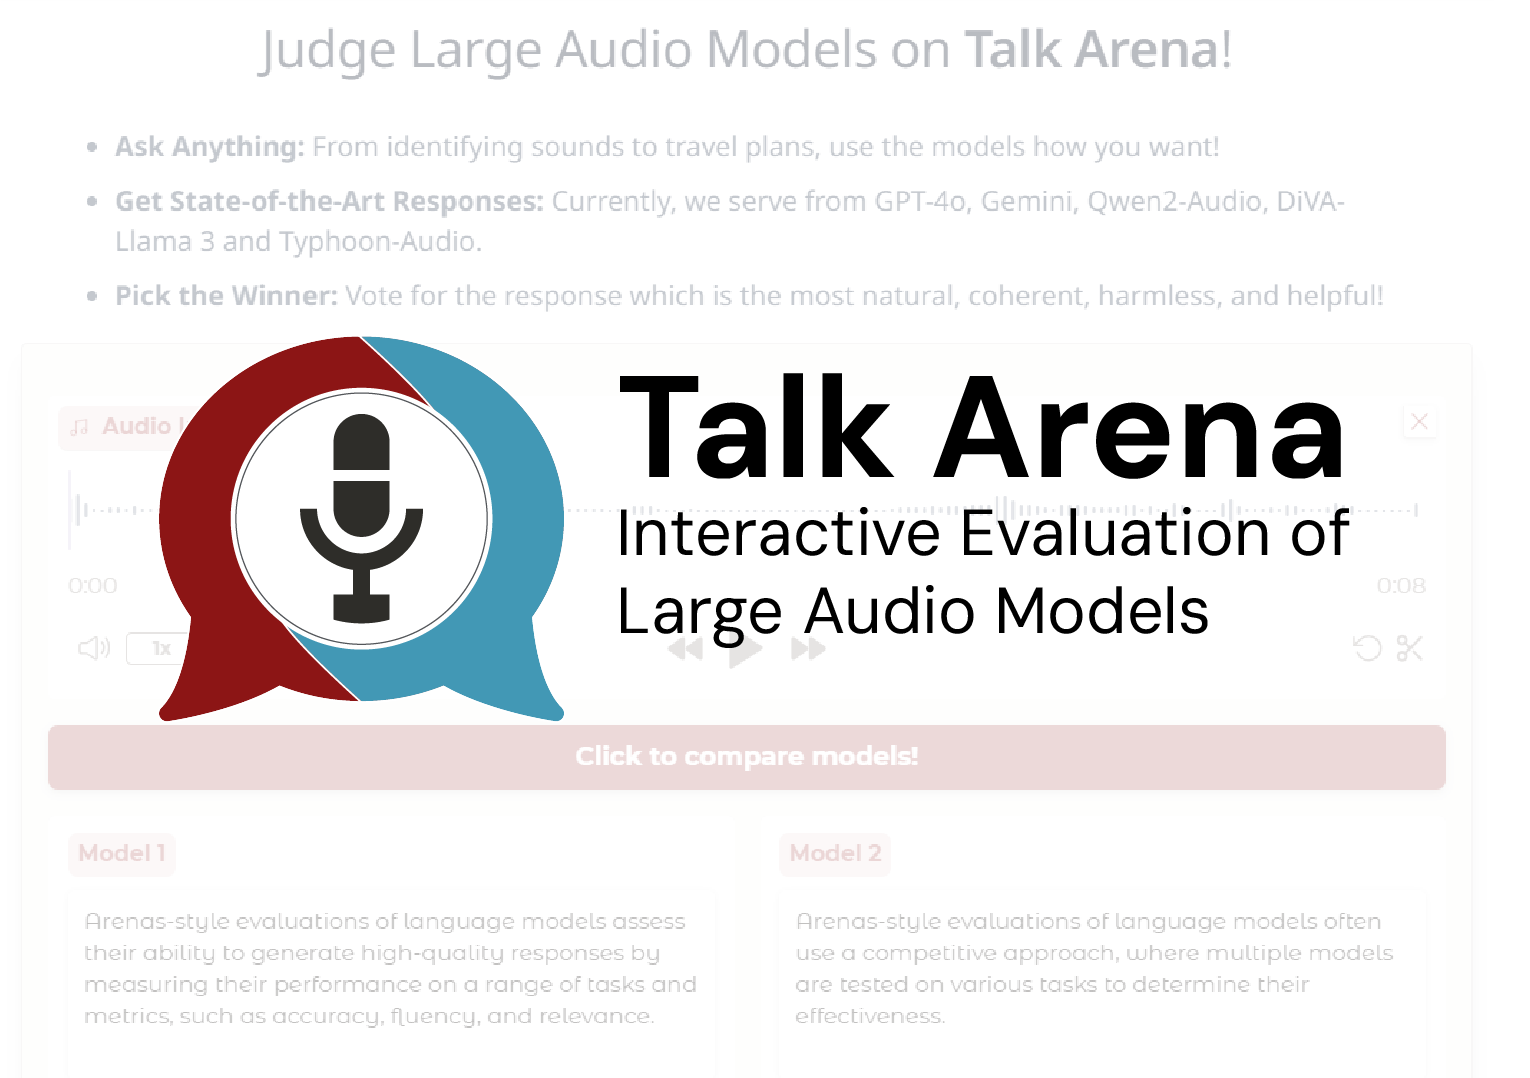 Judge Large Audio Models on Talk Arena!
Ask Anything: From identifying sounds to travel plans, use the models how you want!
Get State-of-the-Art Responses: Currently, we serve from GPT-4o, Gemini, Qwen2-Audio, DiVA-
Llama 3 and Typhoon-Audio.
Pick the Winner: Vote for the response which is the most natural, coherent, harmless, and helpful!
Talk Arena
Interactive Evaluation of
Large Audio Models
Audio
0:00
0:08
1x
Click to compare models!
Model 1
Arenas-style evaluations of language models assess
their ability to generate high-quality responses by
measuring their performance on a range of tasks and
metrics, such as accuracy, fluency, and relevance.
Model 2
Arenas-style evaluations of language models often
use a competitive approach, where multiple models
are tested on various tasks to determine their
effectiveness.